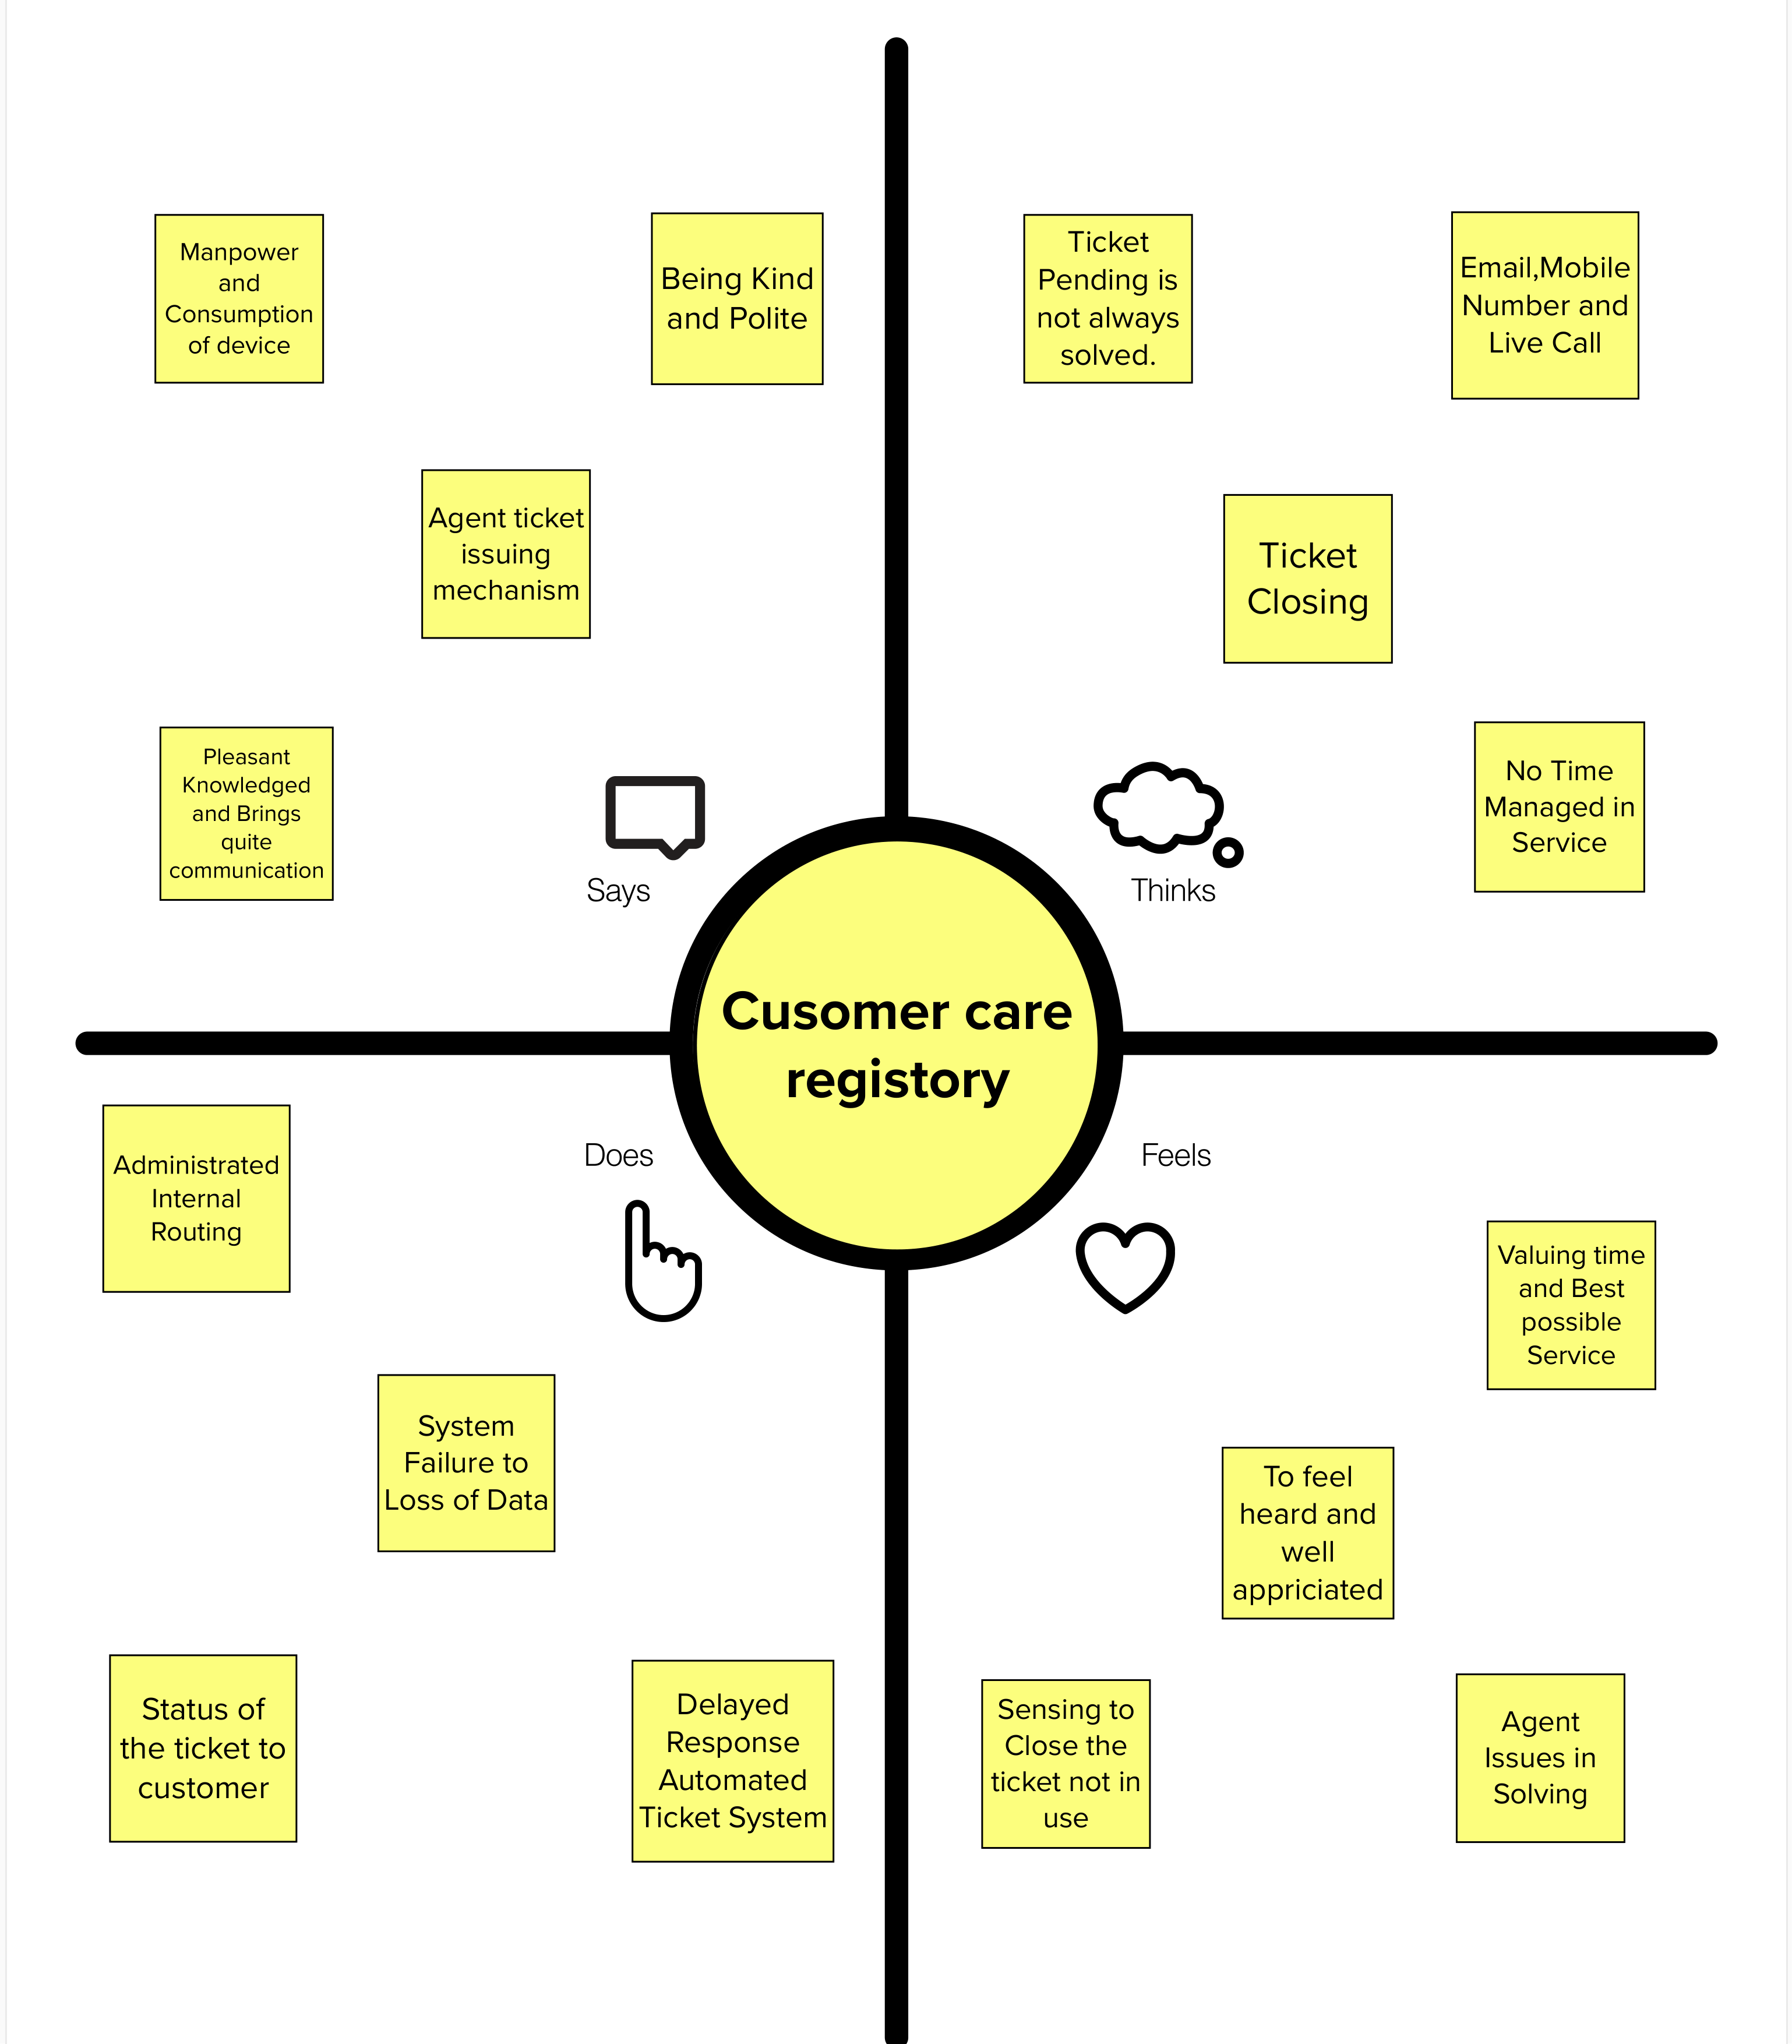 Manpower
and
Consumption
of device
Being Kind
and Polite
Agent ticket
issuing
mechanism
Pleasant
Knowledged
and Brings
quite
communication
Says
Ticket
Pending is
not always
solved.
Email,Mobile
Number and
Live Call
Ticket
Closing
No Time
Managed in
Service
Thinks
Cusomer care
registory
Does
Administrated
Internal
Routing
System
Failure to
Loss of Data
Status of
the ticket to
customer
Delayed
Response
Automated
Ticket System
Feels
Valuing time
and Best
possible
Service
To feel
heard and
well
appriciated
Sensing to
Close the
ticket not in
use
Agent
Issues in
Solving